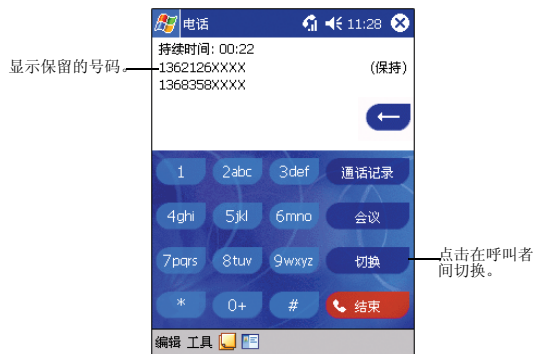 电话 11:28
持续时间: 00:22
显示保留的号码。
1362126XXXX (保持)
1368358XXXX
1 2abc 3def 通话记录
4ghi 5jkl 6mno 会议
7pqrs 8tuv 9wxyz 切换
点击在呼叫者
间切换。
* 0+ # 结束
编辑 工具